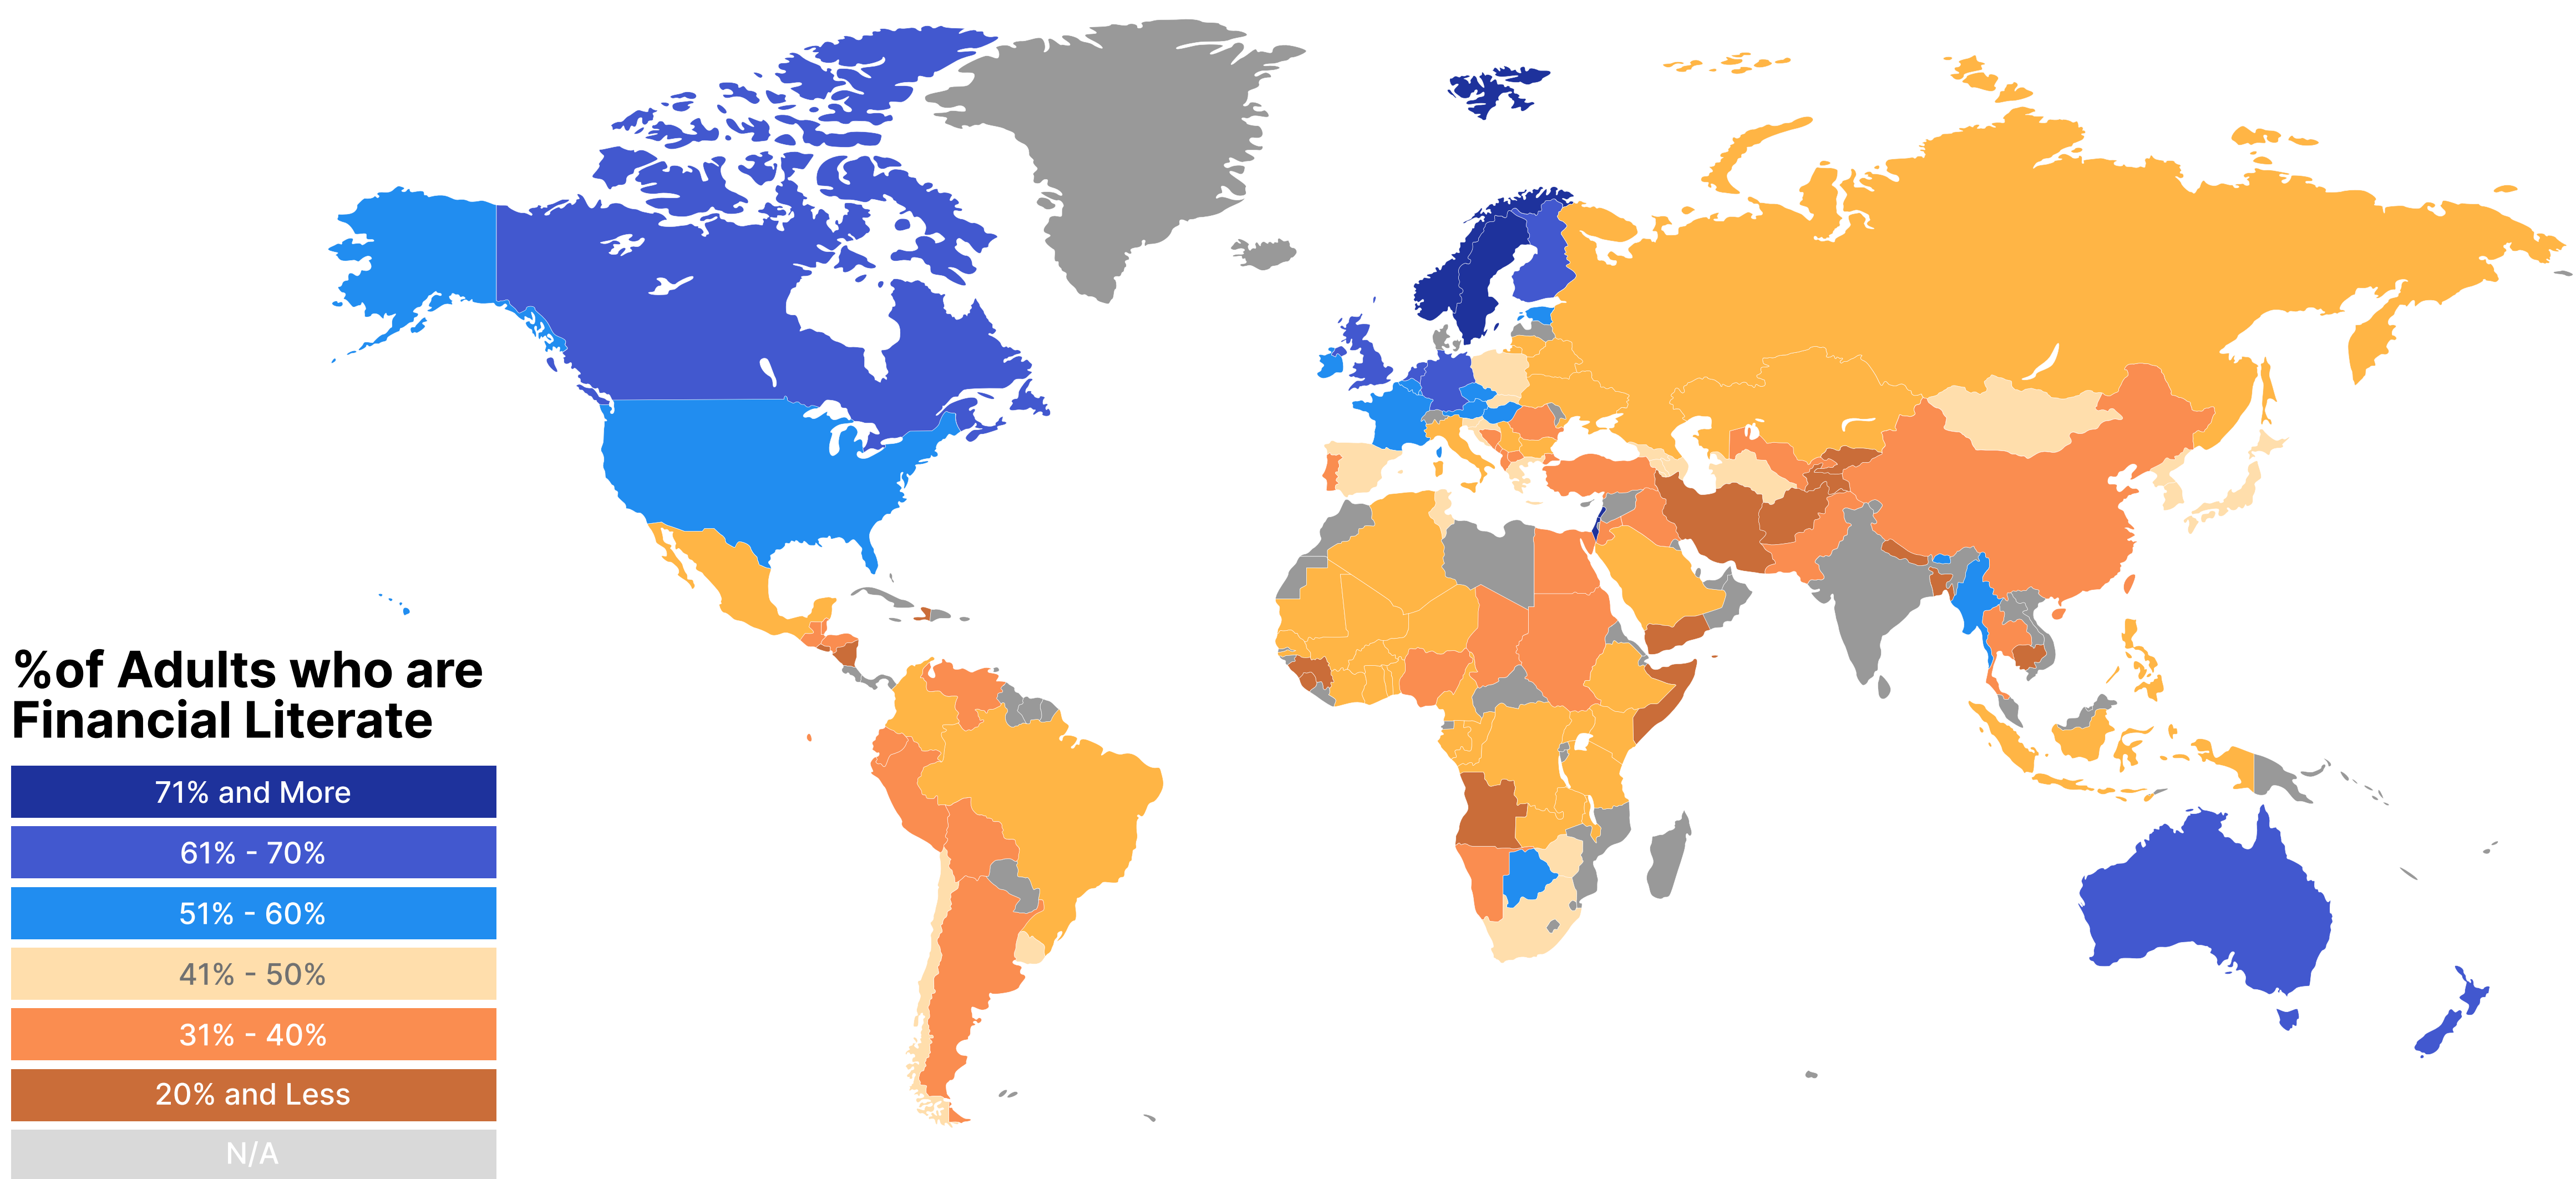 %of Adults who are
Financial Literate
71% and More
61% - 70%
51% - 60%
41% - 50%
31% - 40%
20% and Less
N/A